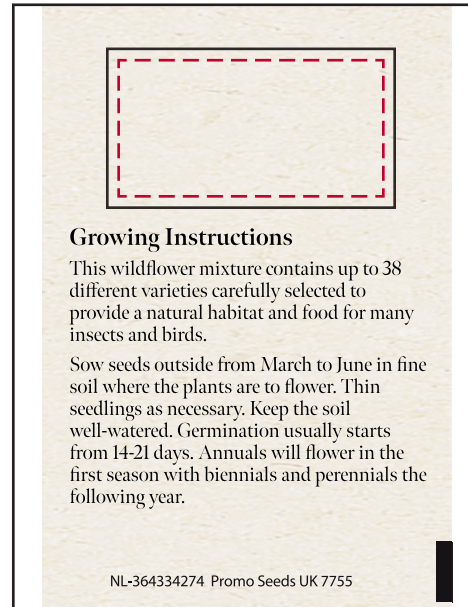 Growing Instructions
This wildflower mixture contains up to 38
different varieties carefully selected to
provide a natural habitat and food for many
insects and birds.
Sow seeds outside from March to June in fine
soil where the plants are to flower. Thin
seedlings as necessary. Keep the soil
well-watered. Germination usually starts
from 14-21 days. Annuals will flower in the
first season with biennials and perennials the
following year.
NL-364334274 Promo Seeds UK 7755